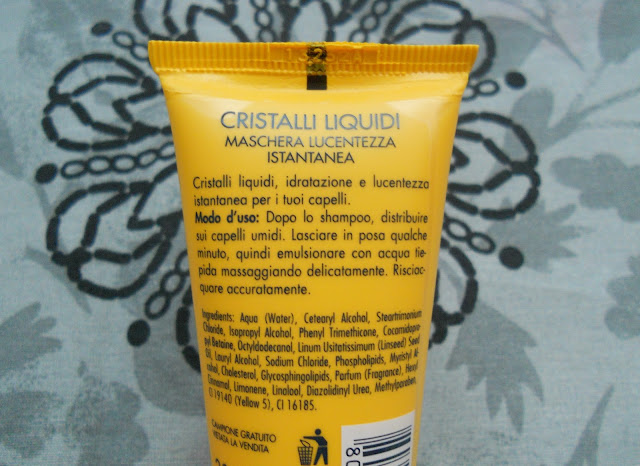 CRISTALLI LIQUIDI
MASCHERA LUCENTEZZA
ISTANTANEA
Cristalli liquidi, idratazione e lucentezza
istantanea per i tuoi capelli.
Modo d'uso: Dopo lo shampoo, distribuire
sui capelli umidi. Lasciare in posa qualche
minuto, quindi emulsionare con acqua tie-
pida massaggiando delicatamente. Risciac-
quare accuratamente.
Ingredients: Aqua (Water), Cetearyl Alcohol, Steartrimonium
Chloride, Isopropyl Alcohol, Phenyl Trimethicone, Cocamidopro-
pyl Betaine, Octyldodecanol, Linum Usitatissimum (Linseed) Seed
Oil, Lauryl Alcohol, Sodium Chloride, Phospholipids, Myristyl Al-
cohol, Cholesterol, Glycosphingolipids, Parfum (Fragrance), Hexyl
Cinnamal, Limonene, Linalool, Diazolidinyl Urea, Methylparaben,
CI 19140 (Yellow 5), CI 16185.
CAMPIONE GRATUITO
VIETATA LA VENDITA